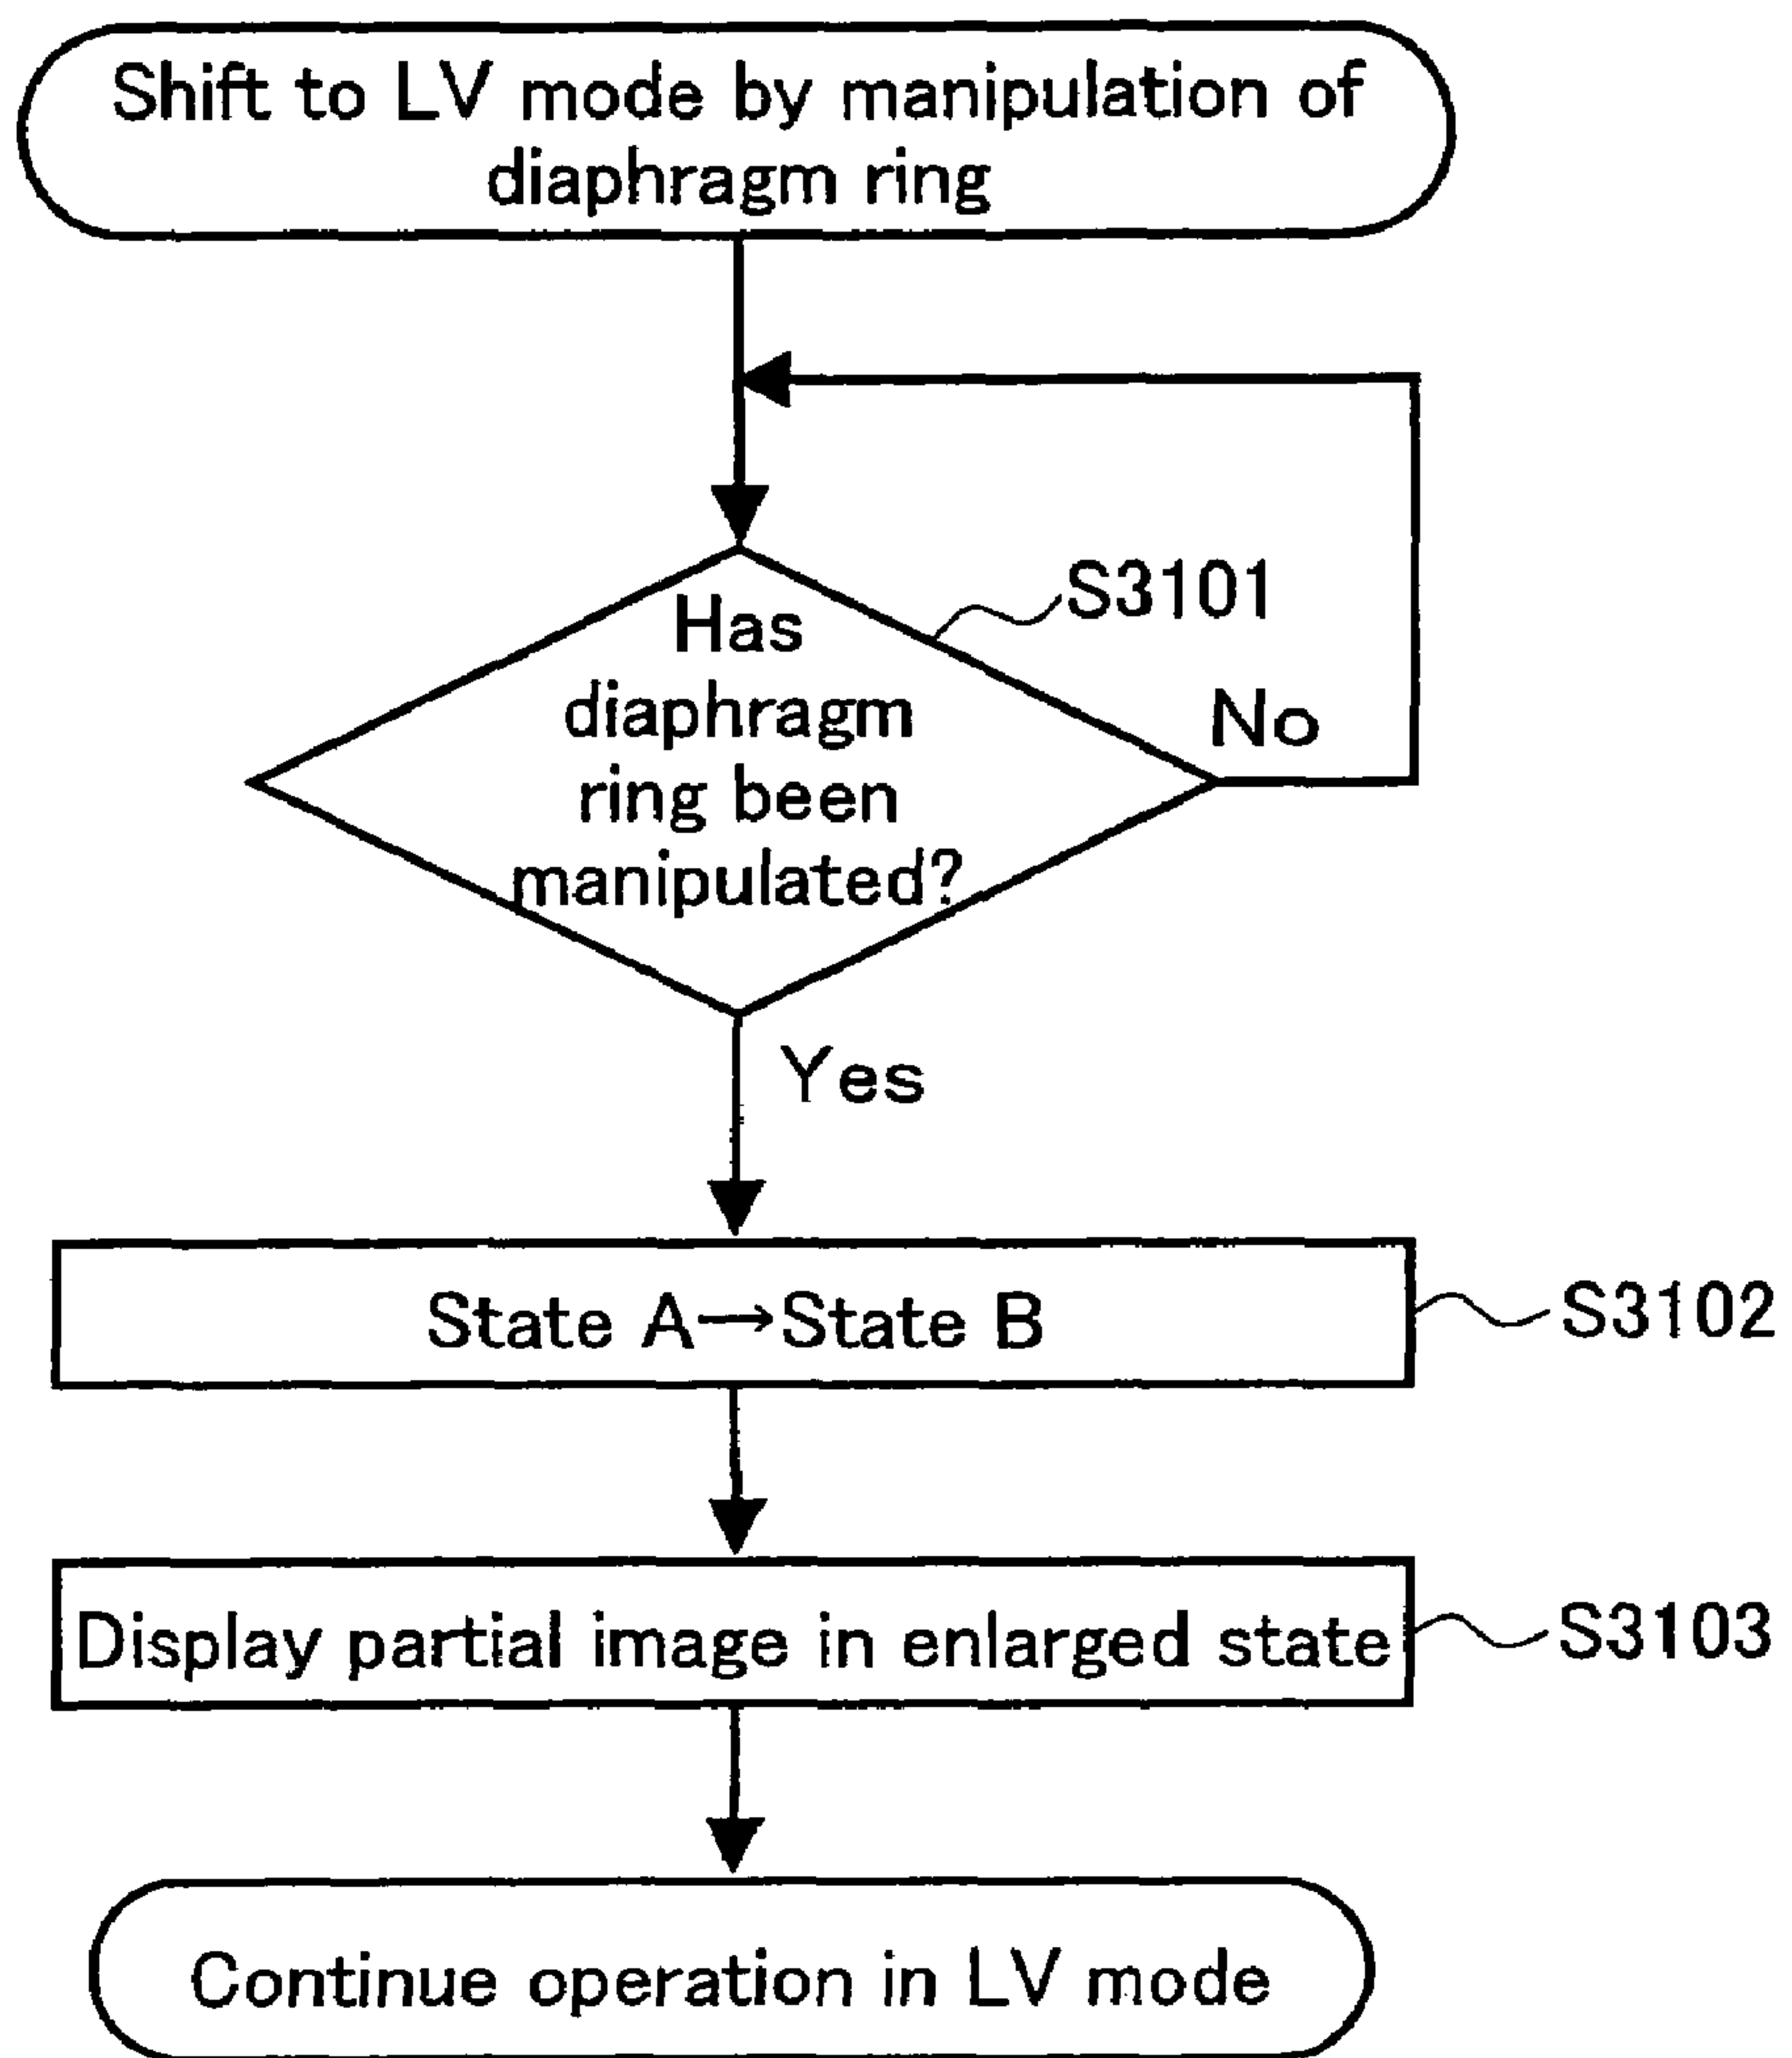 Shift to LV mode by manipulation of
diaphragm ring
S3101
Has
diaphragm
ring been
manipulated?
No
Yes
State A→State B
S3102
Display partial image in enlarged state
S3103
Continue operation in LV mode